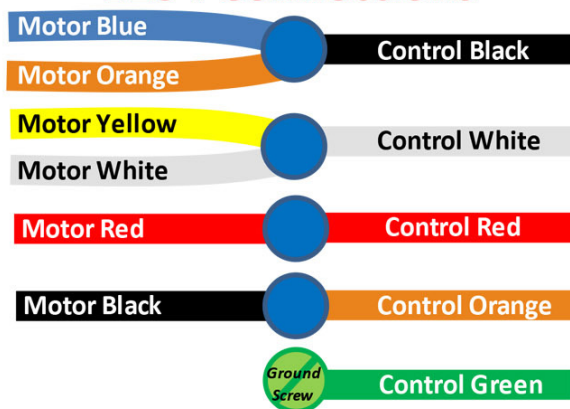 Motor Blue
Control Black
Motor Orange
Motor Yellow
Control White
Motor White
Motor Red
Control Red
Motor Black
Control Orange
Ground
Screw
Control Green